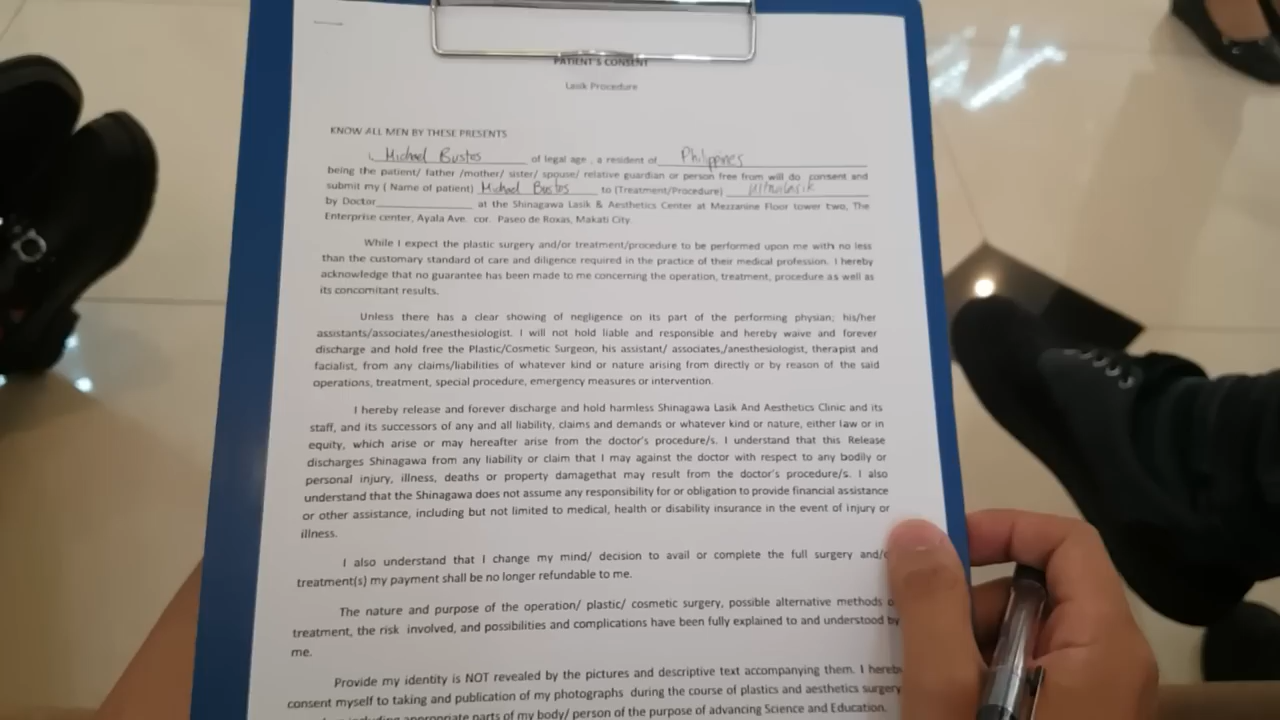 PATIENT'S CONSENT
Lasik Procedure
KNOW ALL MEN BY THESE PRESENTS
Michael Bustos of legal age , a resident of Philippines
being the patient/ father /mother/ sister/ spouse/ relative guardian or person free from will do consent and
submit my ( Name of patient) Michael Bustos to (Treatment/Procedure) Ultralasik
by Doctor____________ at the Shinagawa Lasik & Aesthetics Center at Mezzanine Floor tower two, The
Enterprise center, Ayala Ave. cor. Paseo de Roxas, Makati City.
While I expect the plastic surgery and/or treatment/procedure to be performed upon me with no less
than the customary standard of care and diligence required in the practice of their medical profession. I hereby
acknowledge that no guarantee has been made to me concerning the operation, treatment, procedure as well as
its concomitant results.
Unless there has a clear showing of negligence on its part of the performing physian; his/her
assistants/associates/anesthesiologist. I will not hold liable and responsible and hereby waive and forever
discharge and hold free the Plastic/Cosmetic Surgeon, his assistant/ associates,/anesthesiologist, therapist and
facialist, from any claims/liabilities of whatever kind or nature arising from directly or by reason of the said
operations, treatment, special procedure, emergency measures or intervention.
I hereby release and forever discharge and hold harmless Shinagawa Lasik And Aesthetics Clinic and its
staff, and its successors of any and all liability, claims and demands or whatever kind or nature, either law or in
equity, which arise or may hereafter arise from the doctor's procedure/s. I understand that this Release
discharges Shinagawa from any liability or claim that I may against the doctor with respect to any bodily or
personal injury, illness, deaths or property damagethat may result from the doctor's procedure/s. I also
understand that the Shinagawa does not assume any responsibility for or obligation to provide financial assistance
or other assistance, including but not limited to medical, health or disability insurance in the event of injury or
illness.
I also understand that I change my mind/ decision to avail or complete the full surgery and/o
treatment(s) my payment shall be no longer refundable to me.
The nature and purpose of the operation/ plastic/ cosmetic surgery, possible alternative methods o
treatment, the risk involved, and possibilities and complications have been fully explained to and understood by
me.
Provide my identity is NOT revealed by the pictures and descriptive text accompanying them. I hereby
consent myself to taking and publication of my photographs during the course of plastics and aesthetics surgery
including appropriate parts of my body/ person of the purpose of advancing Science and Education.